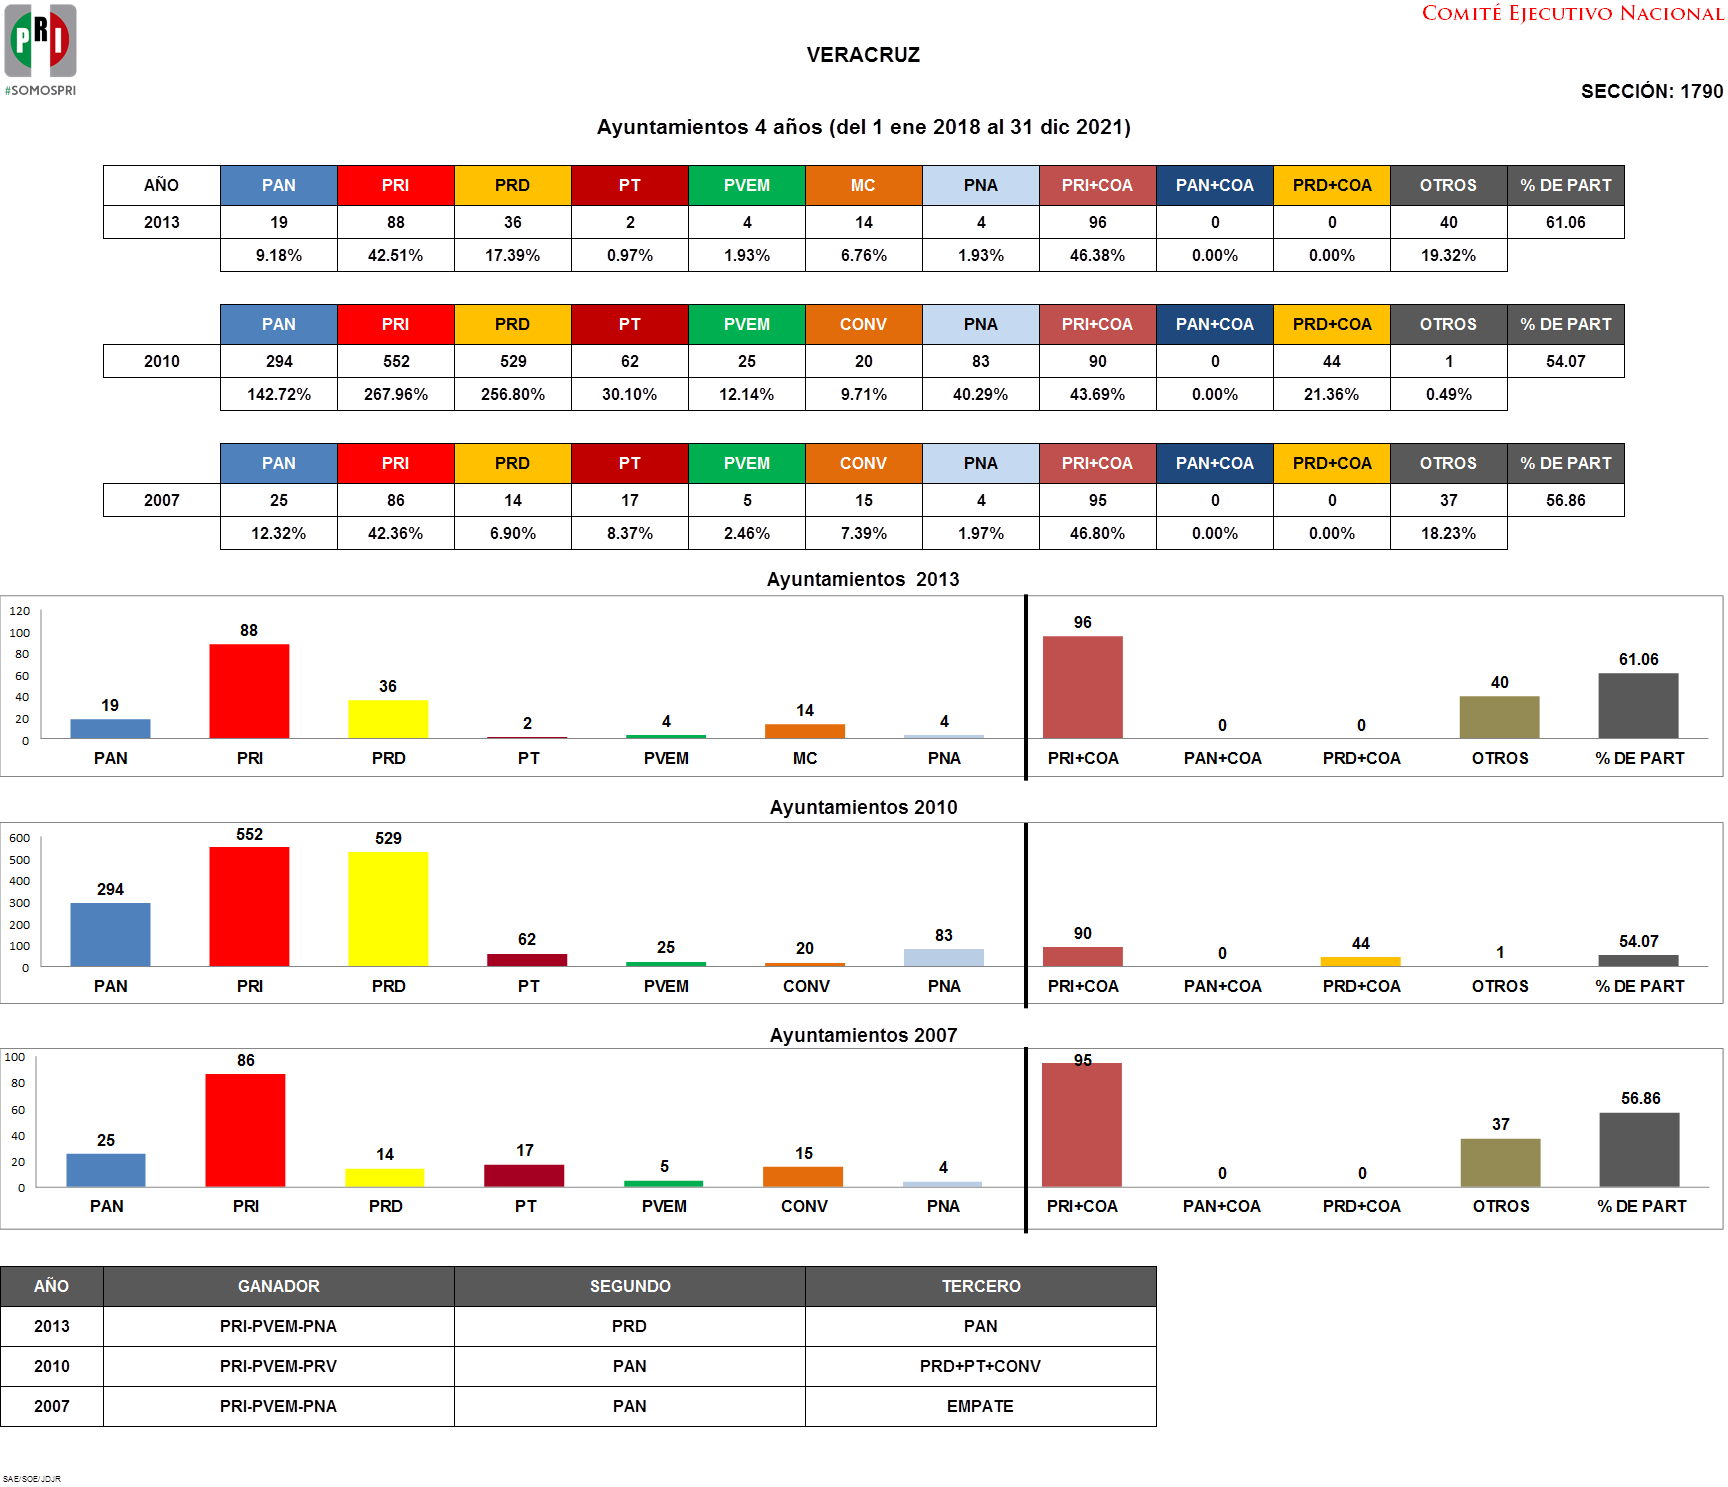 PRI
COMITÉ EJECUTIVO NACIONAL
VERACRUZ
#SOMOSPRI
SECCIÓN: 1790
Ayuntamientos 4 años (del 1 ene 2018 al 31 dic 2021)
AÑO PAN PRI PRD PT PVEM MC PNA PRI+COA PAN+COA PRD+COA OTROS % DE PART
2013 19 88 36 2 4 14 4 96 0 0 40 61.06
9.18% 42.51% 17.39% 0.97% 1.93% 6.76% 1.93% 46.38% 0.00% 0.00% 19.32%
PAN PRI PRD PT PVEM CONV PNA PRI+COA PAN+COA PRD+COA OTROS % DE PART
2010 294 552 529 62 25 20 83 90 0 44 1 54.07
142.72% 267.96% 256.80% 30.10% 12.14% 9.71% 40.29% 43.69% 0.00% 21.36% 0.49%
PAN PRI PRD PT PVEM CONV PNA PRI+COA PAN+COA PRD+COA OTROS % DE PART
2007 25 86 14 17 5 15 4 95 0 0 37 56.86
12.32% 42.36% 6.90% 8.37% 2.46% 7.39% 1.97% 46.80% 0.00% 0.00% 18.23%
Ayuntamientos 2013
120
100
80
60
40
20
0
19 88 36 2 4 14 4 96 0 0 40 61.06
PAN PRI PRD PT PVEM MC PNA PRI+COA PAN+COA PRD+COA OTROS % DE PART
Ayuntamientos 2010
600
500
400
300
200
100
0
294 552 529 62 25 20 83 90 0 44 1 54.07
PAN PRI PRD PT PVEM CONV PNA PRI+COA PAN+COA PRD+COA OTROS % DE PART
Ayuntamientos 2007
100
80
60
40
20
0
25 86 14 17 5 15 4 95 0 0 37 56.86
PAN PRI PRD PT PVEM CONV PNA PRI+COA PAN+COA PRD+COA OTROS % DE PART
AÑO GANADOR SEGUNDO TERCERO
2013 PRI-PVEM-PNA PRD PAN
2010 PRI-PVEM-PRV PAN PRD+PT+CONV
2007 PRI-PVEM-PNA PAN EMPATE
SAE/SOE/JDJR